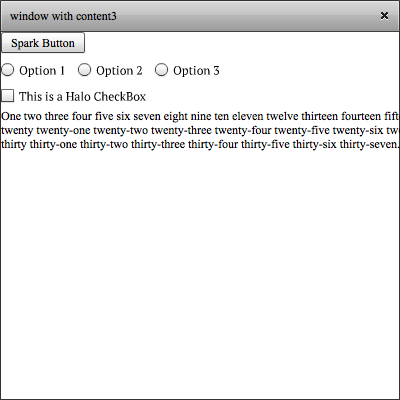 window with content3
Spark Button
Option 1 Option 2 Option 3
This is a Halo CheckBox
One two three four five six seven eight nine ten eleven twelve thirteen fourteen fift
twenty twenty-one twenty-two twenty-three twenty-four twenty-five twenty-six tw
thirty thirty-one thirty-two thirty-three thirty-four thirty-five thirty-six thirty-seven.